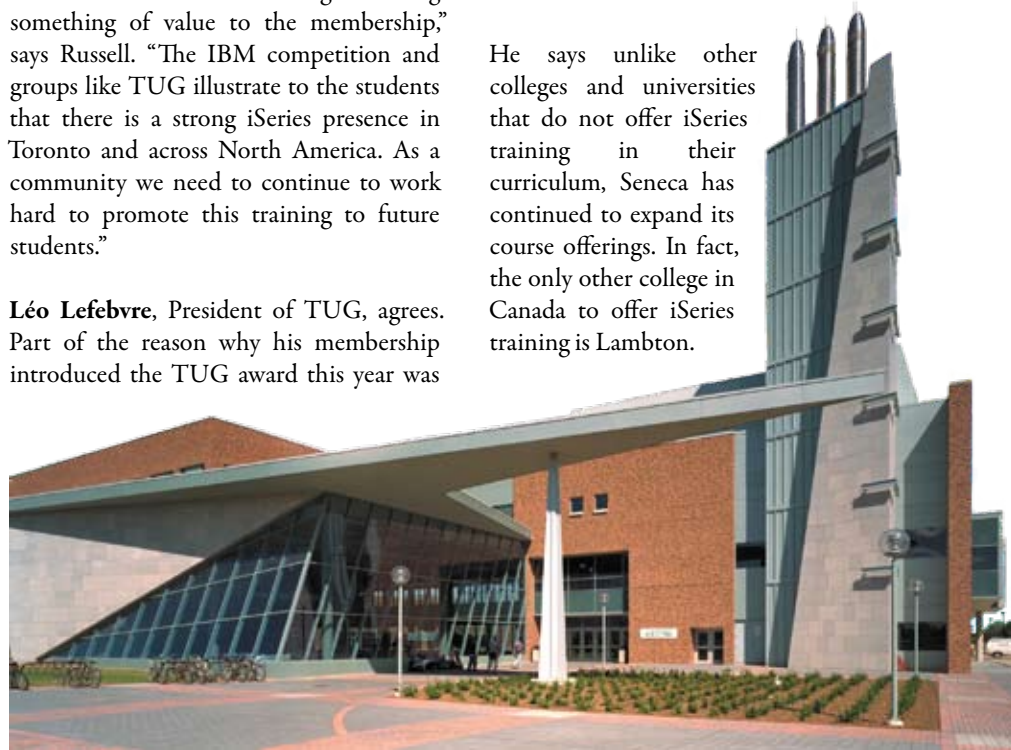 something of value to the membership,”
says Russell. “The IBM competition and
groups like TUG illustrate to the students
that there is a strong iSeries presence in
Toronto and across North America. As a
community we need to continue to work
hard to promote this training to future
students.”
Léo Lefebvre, President of TUG, agrees.
Part of the reason why his membership
introduced the TUG award this year was
He says unlike other
colleges and universities
that do not offer iSeries
training in their
curriculum, Seneca has
continued to expand its
course offerings. In fact,
the only other college in
Canada to offer iSeries
training is Lambton.